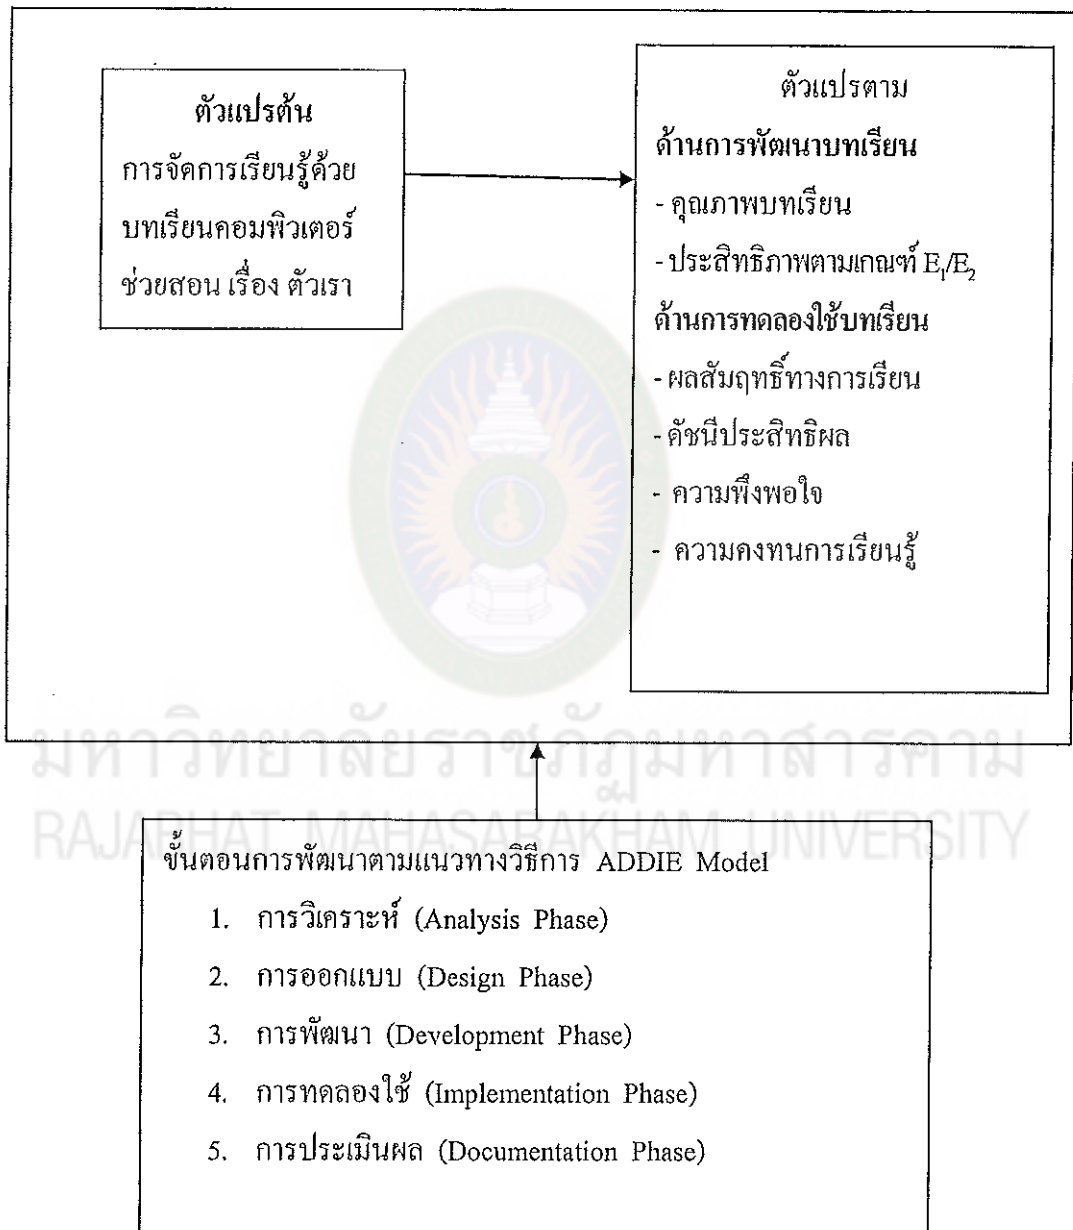 ตัวแปรต้น
การจัดการเรียนรู้ด้วย
บทเรียนคอมพิวเตอร์
ช่วยสอน เรื่อง ตัวเรา
ตัวแปรตาม
ด้านการพัฒนาบทเรียน
- คุณภาพบทเรียน
- ประสิทธิภาพตามเกณฑ์ E₁/E₂
ด้านการทดลองใช้บทเรียน
- ผลสัมฤทธิ์ทางการเรียน
- ดัชนีประสิทธิผล
- ความพึงพอใจ
- ความคงทนการเรียนรู้
มหาวิทยาลัยราชภัฏมหาสารคาม
RAJABHAT MAHASARAKHAM UNIVERSITY
ขั้นตอนการพัฒนาตามแนวทางวิธีการ ADDIE Model
1. การวิเคราะห์ (Analysis Phase)
2. การออกแบบ (Design Phase)
3. การพัฒนา (Development Phase)
4. การทดลองใช้ (Implementation Phase)
5. การประเมินผล (Documentation Phase)